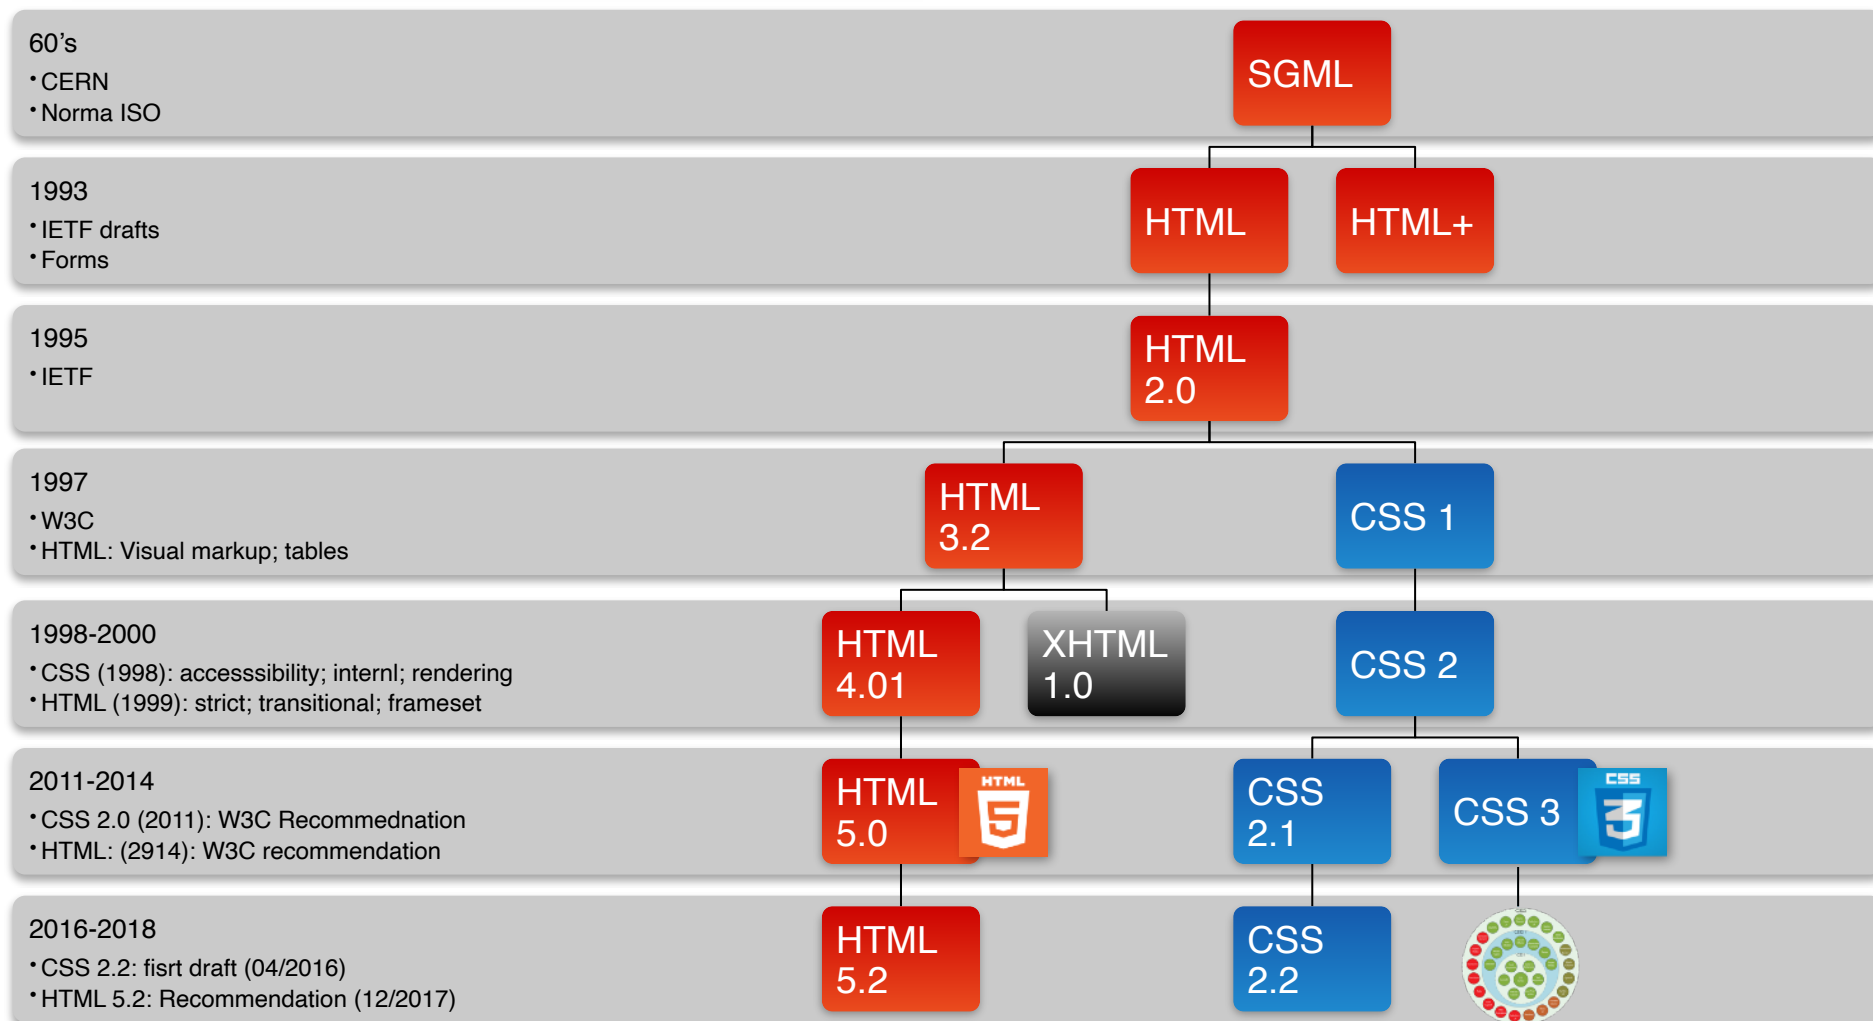 60's
• CERN
• Norma ISO
SGML
1993
• IETF drafts
• Forms
HTML
HTML+
1995
• IETF
HTML
2.0
1997
• W3C
• HTML: Visual markup; tables
HTML
3.2
CSS 1
1998-2000
• CSS (1998): accesssibility; internl; rendering
• HTML (1999): strict; transitional; frameset
HTML
4.01
XHTML
1.0
CSS 2
2011-2014
• CSS 2.0 (2011): W3C Recommednation
• HTML: (2914): W3C recommendation
HTML
5.0
HTML
5
CSS
2.1
CSS 3
CSS
3
2016-2018
• CSS 2.2: fisrt draft (04/2016)
• HTML 5.2: Recommendation (12/2017)
HTML
5.2
CSS
2.2